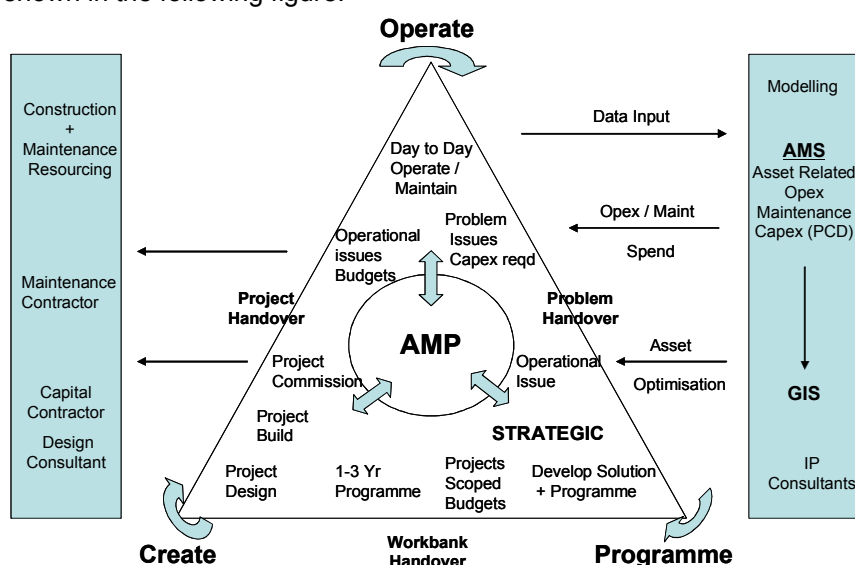 shown in the following figure.
Operate
Construction
+
Maintenance
Resourcing
Maintenance
Contractor
Capital
Contractor
Design
Consultant
Day to Day
Operate /
Maintain
Operational
issues
Budgets
Problem
Issues
Capex reqd
Project
Handover
Problem
Handover
AMP
Project
Commission
Operational
Issue
Project
Build
STRATEGIC
Project
Design
1-3 Yr
Programme
Projects
Scoped
Budgets
Develop Solution
+ Programme
Create
Workbank
Handover
Programme
Data Input
Opex / Maint
Spend
Asset
Optimisation
Modelling
AMS
Asset Related
Opex
Maintenance
Capex (PCD)
GIS
IP
Consultants